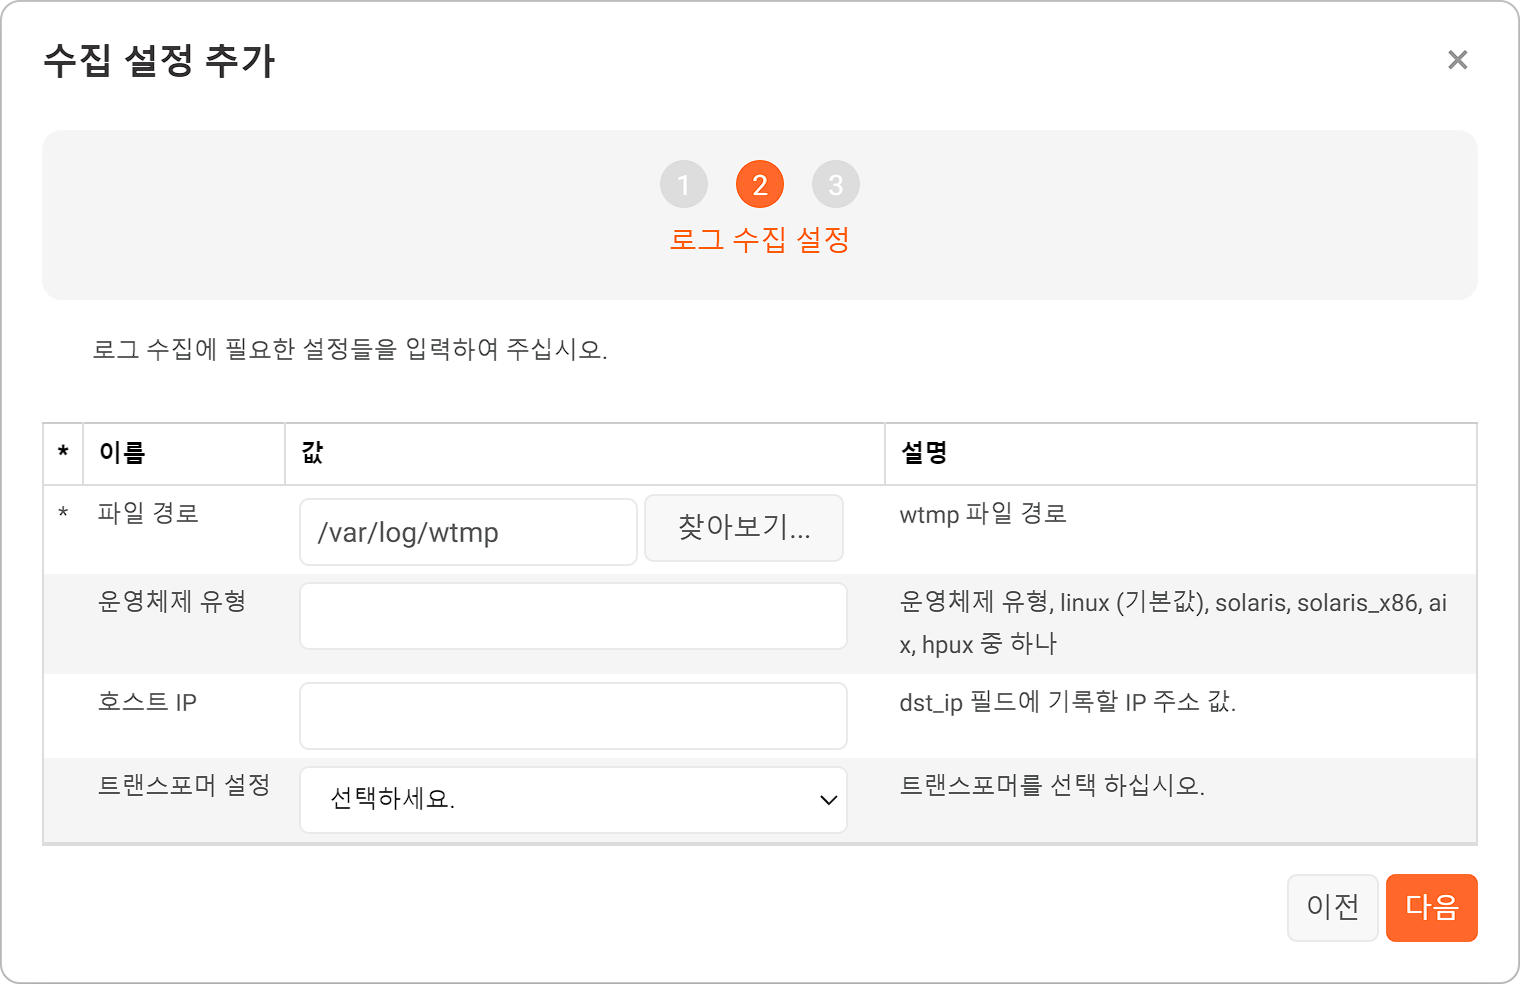 수집 설정 추가
×
1 2 3
로그 수집 설정
로그 수집에 필요한 설정들을 입력하여 주십시오.
* 이름 값 설명
* 파일 경로 /var/log/wtmp 찾아보기... wtmp 파일 경로
운영체제 유형 운영체제 유형, linux (기본값), solaris, solaris_x86, ai
x, hpux 중 하나
호스트 IP dst_ip 필드에 기록할 IP 주소 값.
트랜스포머 설정 선택하세요. 트랜스포머를 선택 하십시오.
이전 다음